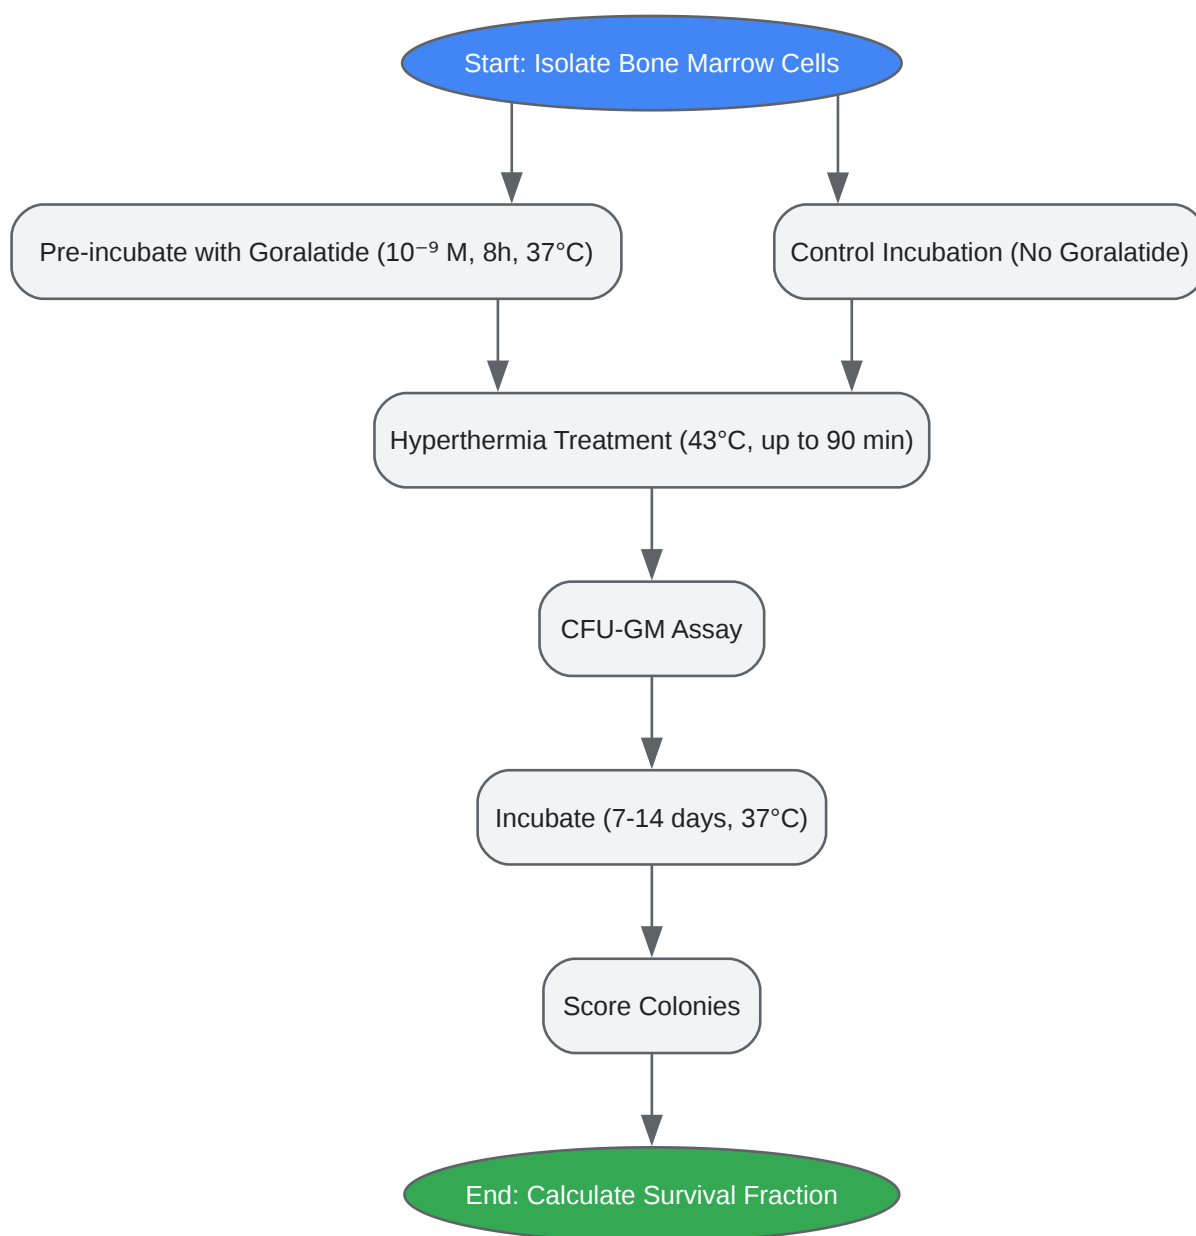 Start: Isolate Bone Marrow Cells
Pre-incubate with Goralatide (10⁻⁹ M, 8h, 37°C)
Control Incubation (No Goralatide)
Hyperthermia Treatment (43°C, up to 90 min)
CFU-GM Assay
Incubate (7-14 days, 37°C)
Score Colonies
End: Calculate Survival Fraction